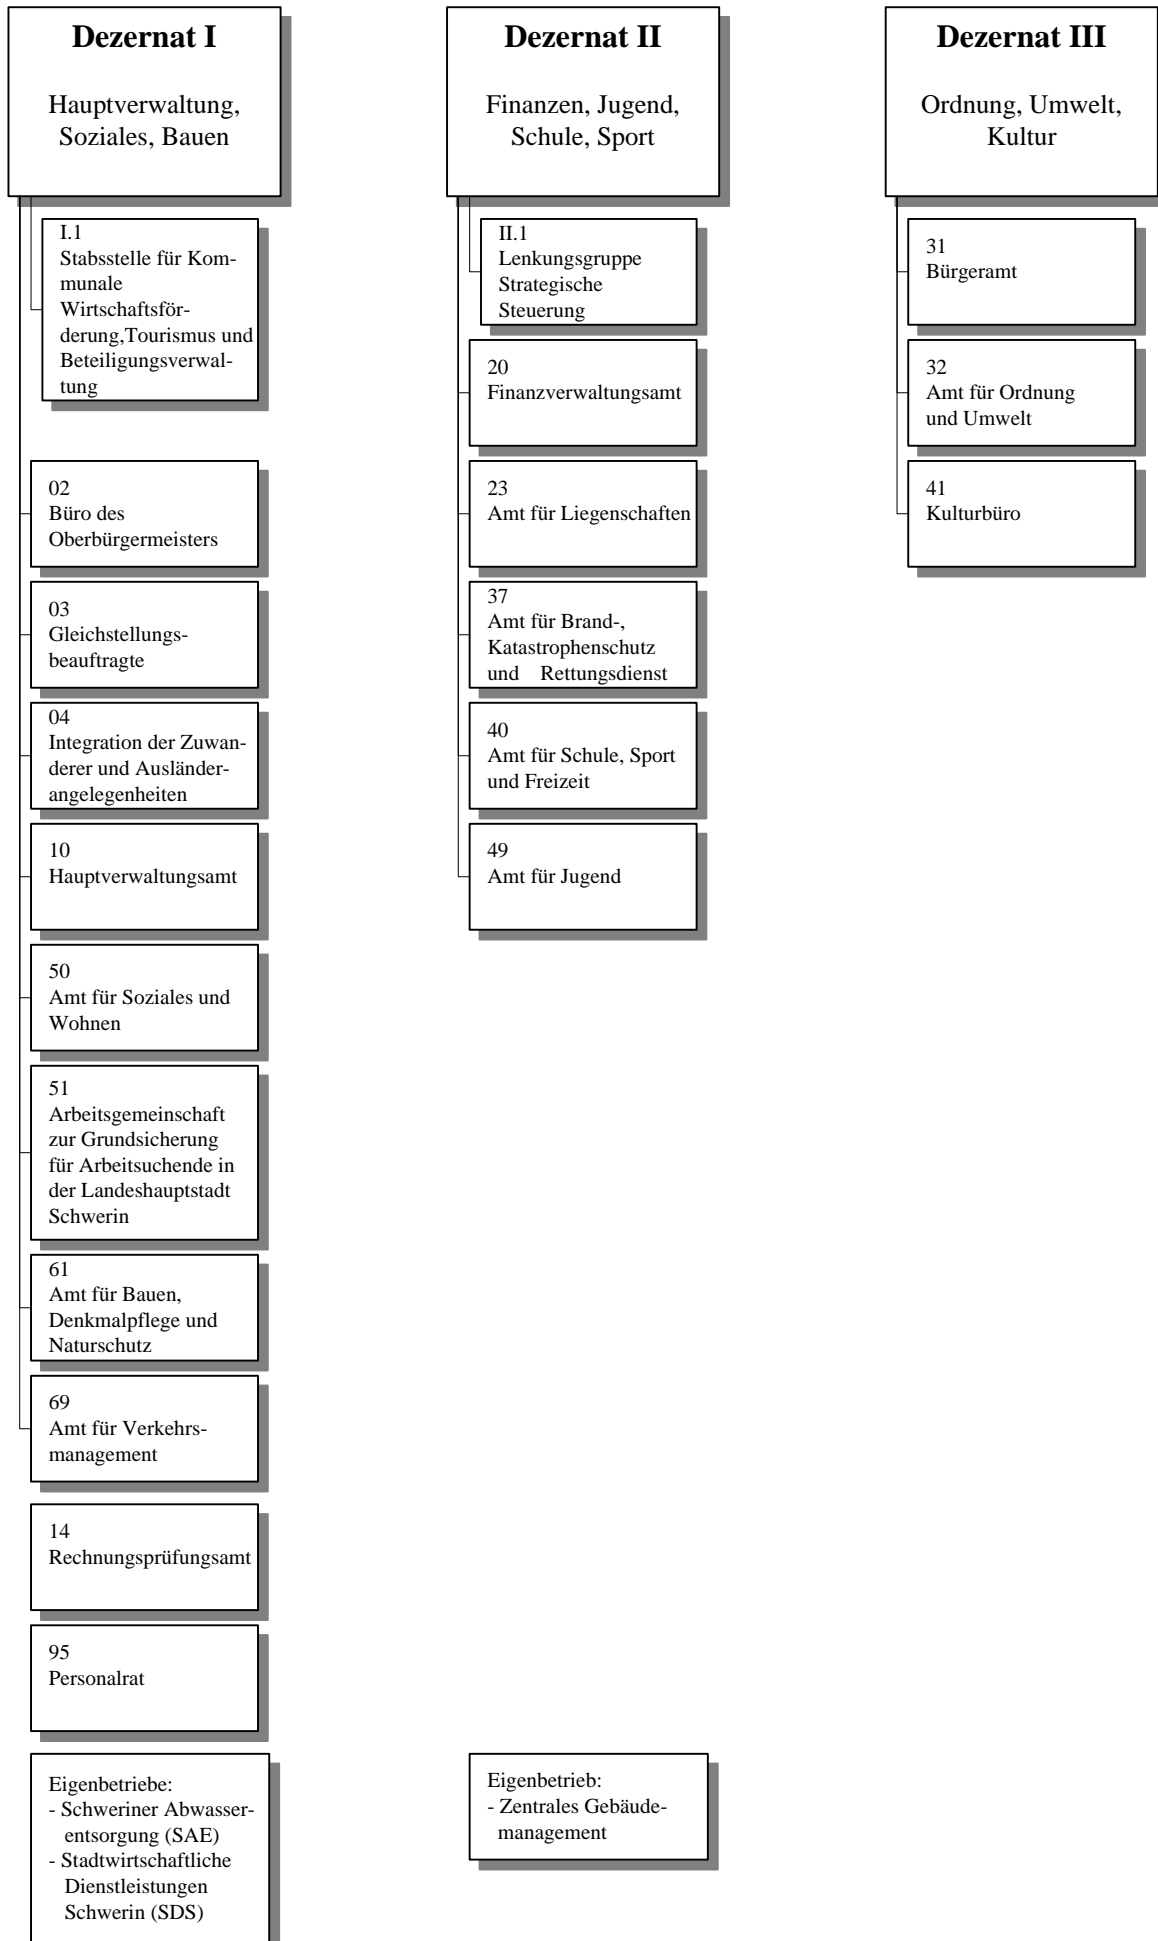 Dezernat I
Hauptverwaltung,
Soziales, Bauen
I.1
Stabsstelle für Kom-
munale
Wirtschaftsför-
derung,Tourismus und
Beteiligungsverwal-
tung
02
Büro des
Oberbürgermeisters
03
Gleichstellungs-
beauftragte
04
Integration der Zuwan-
derer und Ausländer-
angelegenheiten
10
Hauptverwaltungsamt
50
Amt für Soziales und
Wohnen
51
Arbeitsgemeinschaft
zur Grundsicherung
für Arbeitsuchende in
der Landeshauptstadt
Schwerin
61
Amt für Bauen,
Denkmalpflege und
Naturschutz
69
Amt für Verkehrs-
management
14
Rechnungsprüfungsamt
95
Personalrat
Eigenbetriebe:
- Schweriner Abwasser-
entsorgung (SAE)
- Stadtwirtschaftliche
Dienstleistungen
Schwerin (SDS)
Dezernat II
Finanzen, Jugend,
Schule, Sport
II.1
Lenkungsgruppe
Strategische
Steuerung
20
Finanzverwaltungsamt
23
Amt für Liegenschaften
37
Amt für Brand-,
Katastrophenschutz
und Rettungsdienst
40
Amt für Schule, Sport
und Freizeit
49
Amt für Jugend
Eigenbetrieb:
- Zentrales Gebäude-
management
Dezernat III
Ordnung, Umwelt,
Kultur
31
Bürgeramt
32
Amt für Ordnung
und Umwelt
41
Kulturbüro